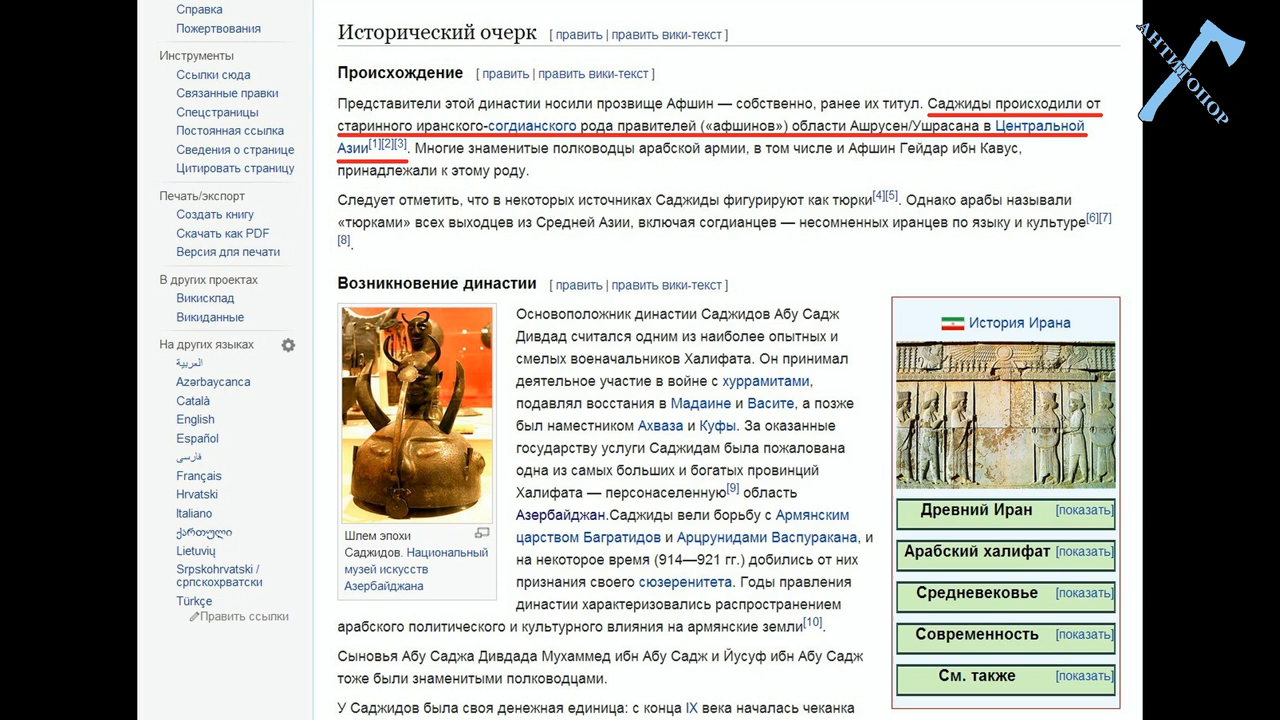 Справка
Пожертвования
Инструменты
Ссылки сюда
Связанные правки
Спецстраницы
Постоянная ссылка
Сведения о странице
Цитировать страницу
Печать/экспорт
Создать книгу
Скачать как PDF
Версия для печати
В других проектах
Викисклад
Викиданные
На других языках
العربية
Azərbaycanca
Català
English
Español
فارسی
Français
Hrvatski
Italiano
ქართული
Lietuvių
Srpskohrvatski /
српскохрватски
Türkçe
Править ссылки
Исторический очерк [ править | править вики-текст ]
Происхождение [ править | править вики-текст ]
Представители этой династии носили прозвище Афшин — собственно, ранее их титул. Саджиды происходили от
старинного иранского-согдианского рода правителей («афшинов») области Ашрусен/Ушрасана в Центральной
Азии[1][2][3]. Многие знаменитые полководцы арабской армии, в том числе и Афшин Гейдар ибн Кавус,
принадлежали к этому роду.
Следует отметить, что в некоторых источниках Саджиды фигурируют как тюрки[4][5]. Однако арабы называли
«тюрками» всех выходцев из Средней Азии, включая согдианцев — несомненных иранцев по языку и культуре[6][7]
[8].
Возникновение династии [ править | править вики-текст ]
Шлем эпохи
Саджидов. Национальный
музей искусств
Азербайджана
Основоположник династии Саджидов Абу Садж
Дивдад считался одним из наиболее опытных и
смелых военачальников Халифата. Он принимал
деятельное участие в войне с хуррамитами,
подавлял восстания в Мадаине и Васите, а позже
был наместником Ахваза и Куфы. За оказанные
государству услуги Саджидам была пожалована
одна из самых больших и богатых провинций
Халифата — персонаселенную[9] область
Азербайджан.Саджиды вели борьбу с Армянским
царством Багратидов и Арцрунидами Васпуракана, и
на некоторое время (914—921 гг.) добились от них
признания своего сюзеренитета. Годы правления
династии характеризовались распространением
арабского политического и культурного влияния на армянские земли[10].
Сыновья Абу Саджа Дивдада Мухаммед ибн Абу Садж и Йусуф ибн Абу Садж
тоже были знаменитыми полководцами.
У Саджидов была своя денежная единица: с конца IX века началась чеканка
История Ирана
Древний Иран [показать]
Арабский халифат [показать]
Средневековье [показать]
Современность [показать]
См. также [показать]
АНТИТОПОР